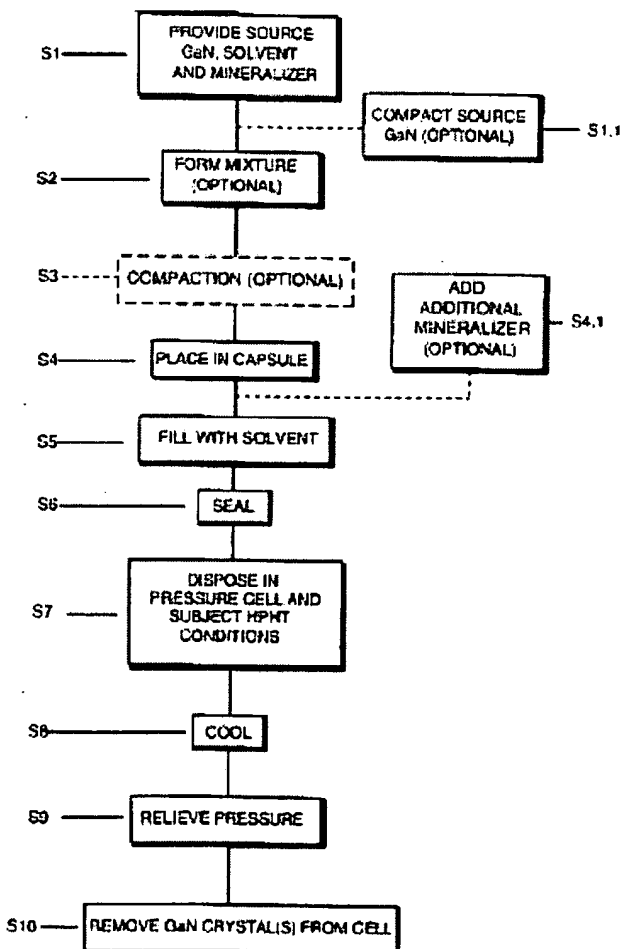 S1
PROVIDE SOURCE
GaN, SOLVENT
AND MINERALIZER
COMPACT SOURCE
GaN (OPTIONAL)
S1,1
S2
FORM MIXTURE
(OPTIONAL)
S3
COMPACTION (OPTIONAL)
ADD
ADDITIONAL
MINERALIZER
(OPTIONAL)
S4,1
S4
PLACE IN CAPSULE
S5
FILL WITH SOLVENT
S6
SEAL
S7
DISPOSE IN
PRESSURE CELL AND
SUBJECT HPHT
CONDITIONS
S8
COOL
S9
RELIEVE PRESSURE
S10
REMOVE GaN CRYSTAL(S) FROM CELL